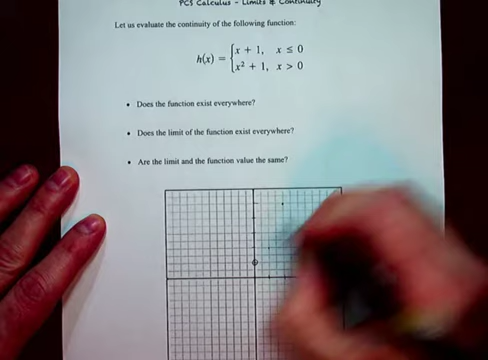 PCS Calculus - Limits & Continuity
Let us evaluate the continuity of the following function:
h(x) = { x + 1, x ≤ 0
x² + 1, x > 0
• Does the function exist everywhere?
• Does the limit of the function exist everywhere?
• Are the limit and the function value the same?